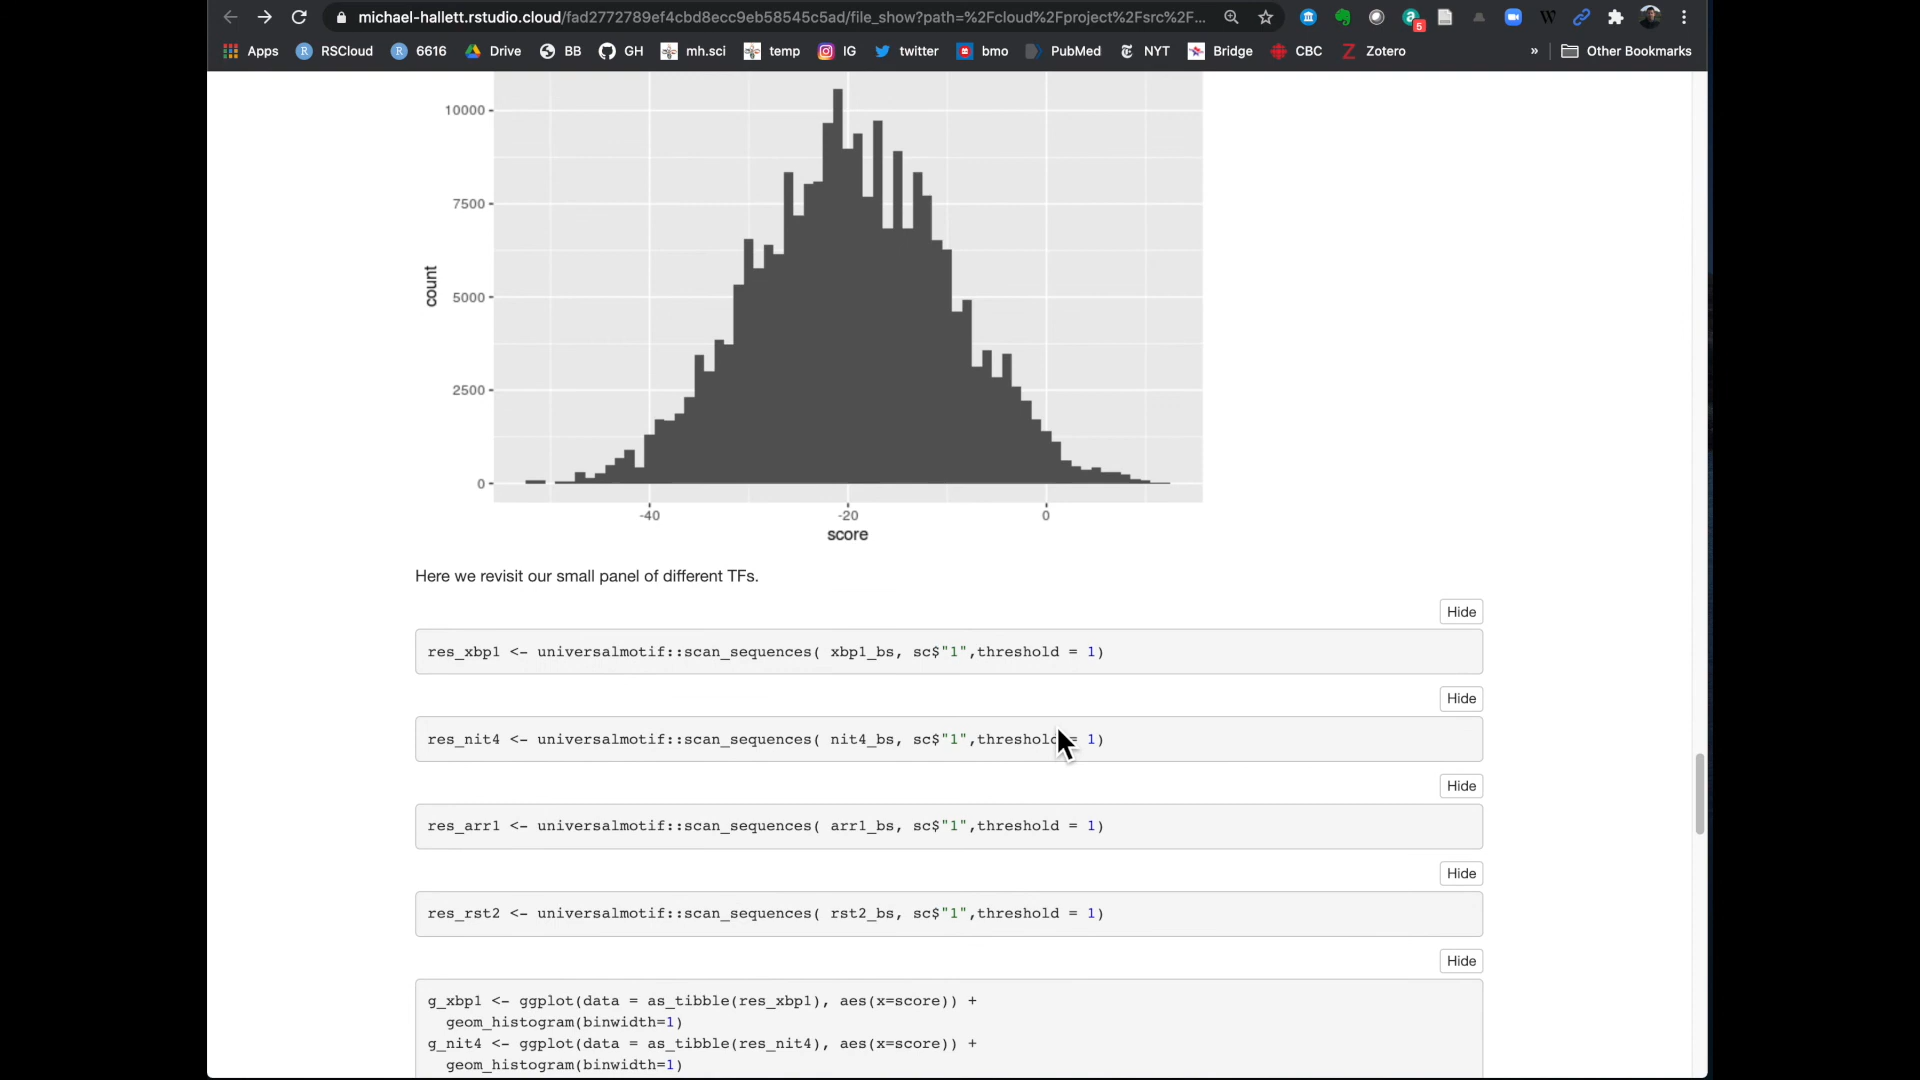 michael-hallett.rstudio.cloud/fad2772789ef4cbd8ecc9eb58545c5ad/file_show?path=%2Fcloud%2Fproject%2Fsrc%2F...
5
W
Apps RSCloud 6616 Drive BB GH mh.sci temp IG twitter bmo PubMed NYT Bridge CBC Zotero » Other Bookmarks
10000
7500
5000
2500
0
count
-40 -20 0
score
Here we revisit our small panel of different TFs.
Hide
res_xbp1 <- universalmotif::scan_sequences( xbp1_bs, sc$"1",threshold = 1)
Hide
res_nit4 <- universalmotif::scan_sequences( nit4_bs, sc$"1",threshold = 1)
Hide
res_arr1 <- universalmotif::scan_sequences( arr1_bs, sc$"1",threshold = 1)
Hide
res_rst2 <- universalmotif::scan_sequences( rst2_bs, sc$"1",threshold = 1)
Hide
g_xbp1 <- ggplot(data = as_tibble(res_xbp1), aes(x=score)) +
geom_histogram(binwidth=1)
g_nit4 <- ggplot(data = as_tibble(res_nit4), aes(x=score)) +
geom_histogram(binwidth=1)